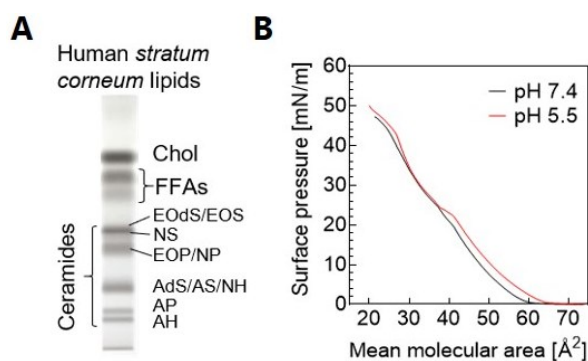 A
Human stratum
corneum lipids
Chol
FFAs
EOdS/EOS
NS
EOP/NP
AdS/AS/NH
AP
AH
Ceramides
B
Surface pressure [mN/m]
60
50
40
30
20
10
0
pH 7.4
pH 5.5
20 30 40 50 60 70
Mean molecular area [Å²]